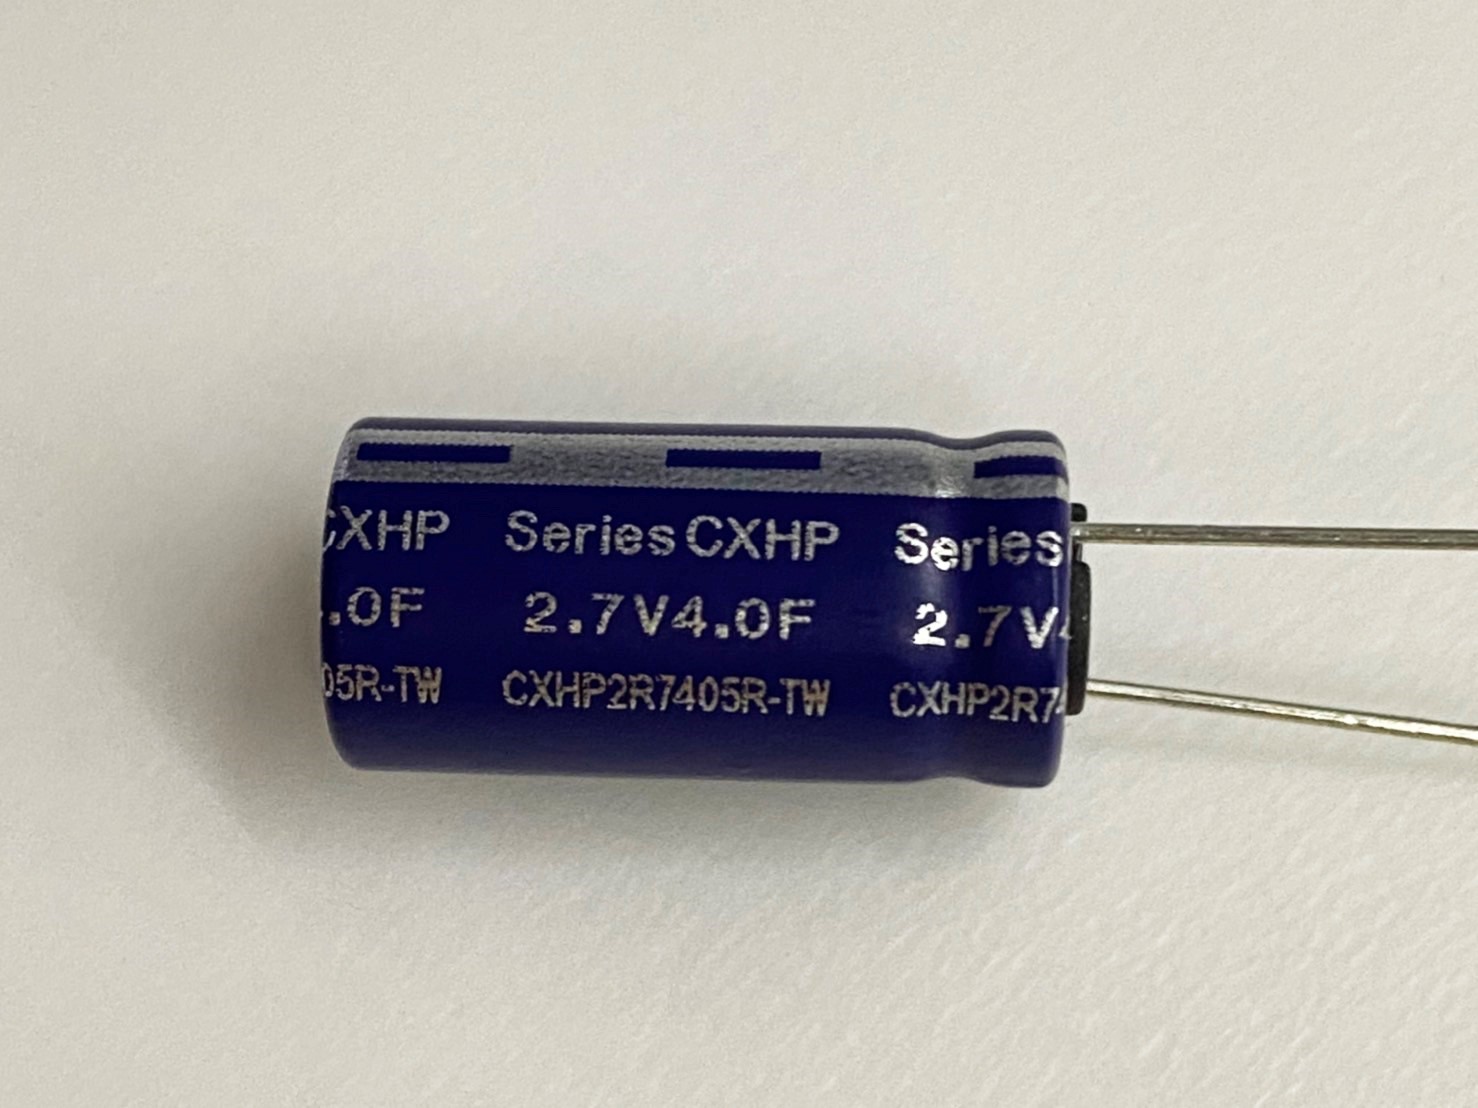 CXHP Series CXHP Series
.0F 2.7V4.0F 2.7V
05R-TW CXHP2R7405R-TW CXHP2R7